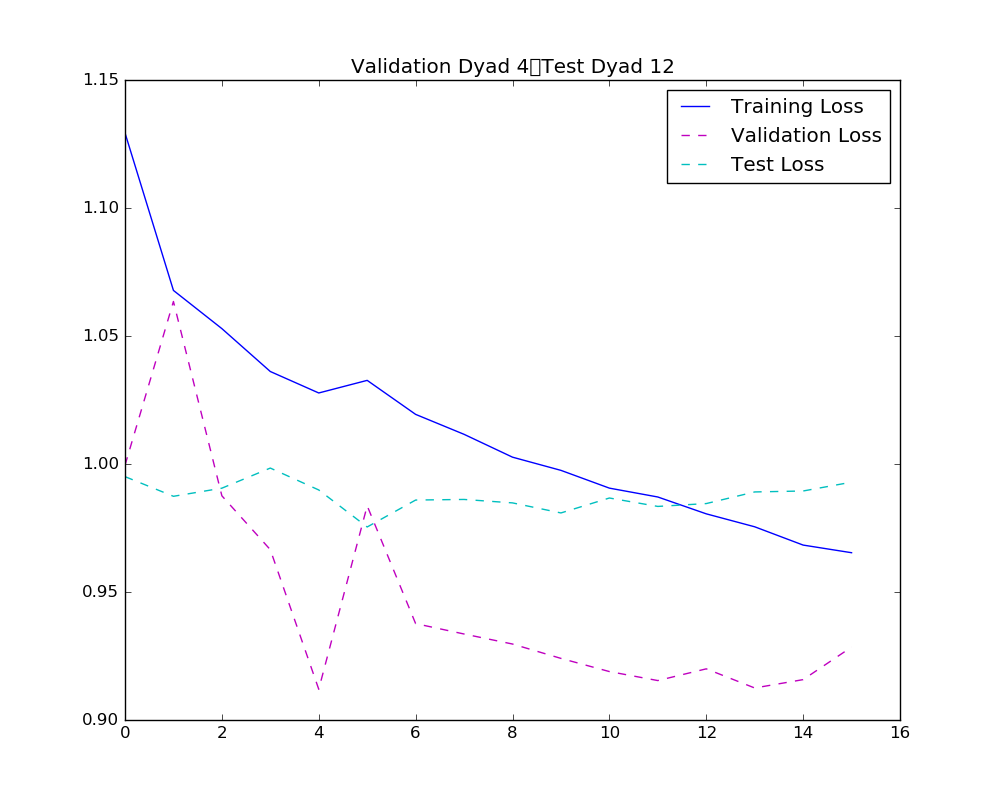 Validation Dyad 4□Test Dyad 12
1.15
1.10
1.05
1.00
0.95
0.90
0 2 4 6 8 10 12 14 16
Training Loss
Validation Loss
Test Loss